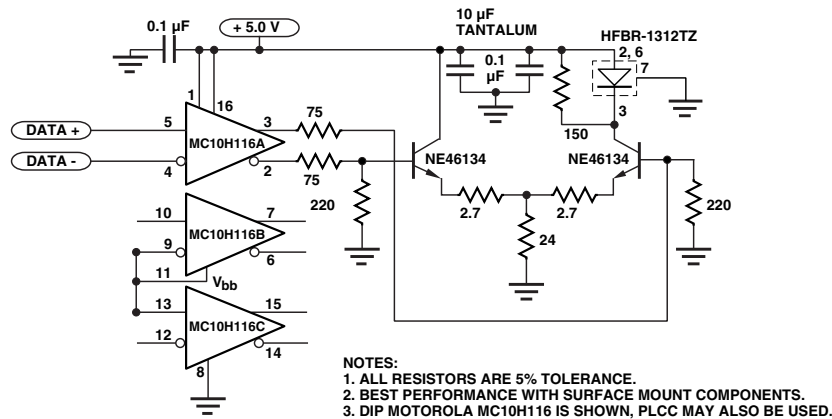 10 µF
TANTALUM
0.1 µF
+ 5.0 V
HFBR-1312TZ
2, 6
7
0.1
µF
1
16
3
5
3
75
150
DATA +
MC10H116A
DATA -
2
4
NE46134
NE46134
75
10
7
220
2.7
2.7
220
MC10H116B
9
6
24
11
Vbb
13
15
MC10H116C
12
14
8
NOTES:
1. ALL RESISTORS ARE 5% TOLERANCE.
2. BEST PERFORMANCE WITH SURFACE MOUNT COMPONENTS.
3. DIP MOTOROLA MC10H116 IS SHOWN, PLCC MAY ALSO BE USED.